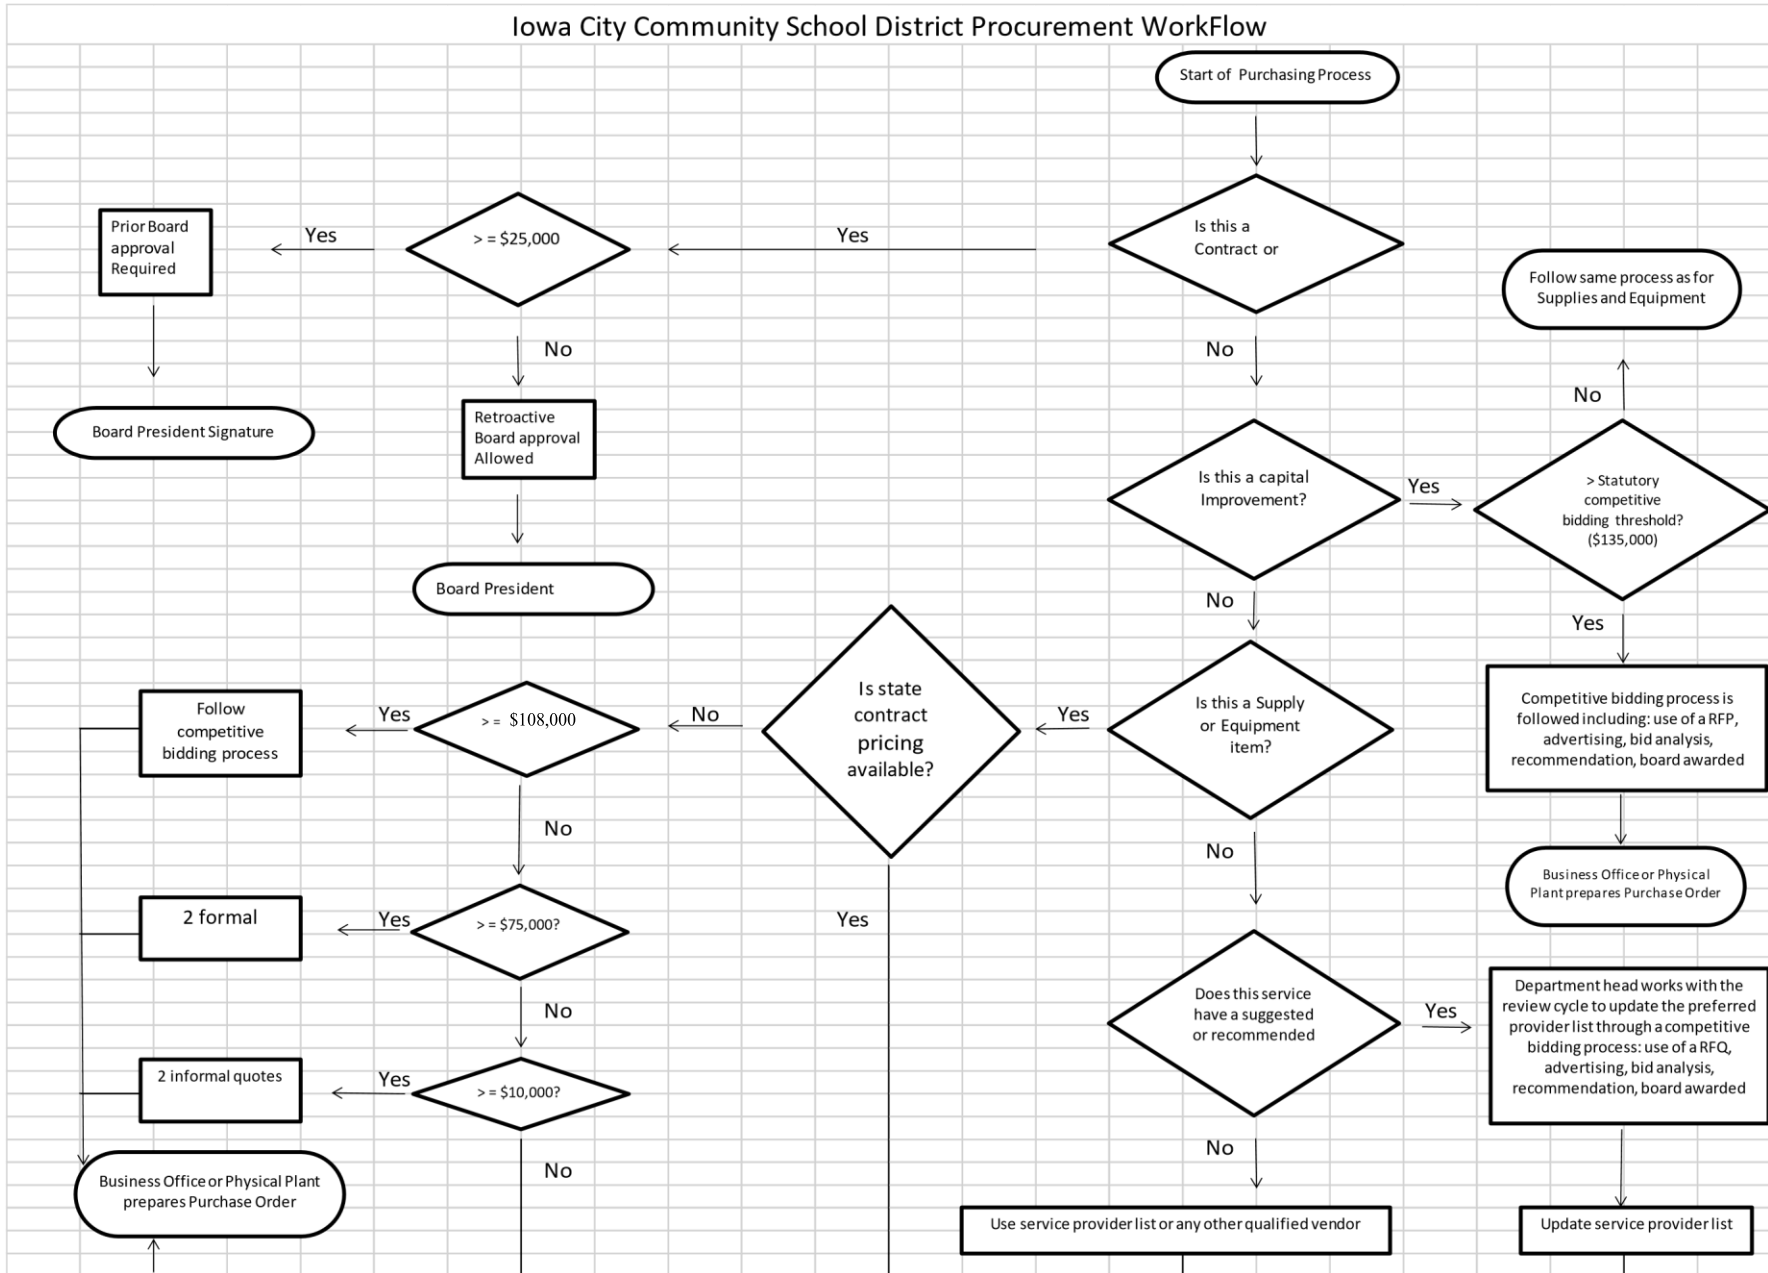 Iowa City Community School District Procurement WorkFlow
Start of Purchasing Process
Is this a
Contract or
Yes
> = $25,000
Yes
Prior Board
approval
Required
Board President Signature
No
Retroactive
Board approval
Allowed
Board President
No
Is this a capital
Improvement?
Yes
> Statutory
competitive
bidding threshold?
($135,000)
No
Follow same process as for
Supplies and Equipment
Yes
Competitive bidding process is
followed including: use of a RFP,
advertising, bid analysis,
recommendation, board awarded
Business Office or Physical
Plant prepares Purchase Order
No
Is this a Supply
or Equipment
item?
Yes
Is state
contract
pricing
available?
No
> = $108,000
Yes
Follow
competitive
bidding process
No
> = $75,000?
Yes
2 formal
No
> = $10,000?
Yes
2 informal quotes
No
Business Office or Physical Plant
prepares Purchase Order
Yes
No
Does this service
have a suggested
or recommended
Yes
Department head works with the
review cycle to update the preferred
provider list through a competitive
bidding process: use of a RFQ,
advertising, bid analysis,
recommendation, board awarded
No
Use service provider list or any other qualified vendor
Update service provider list